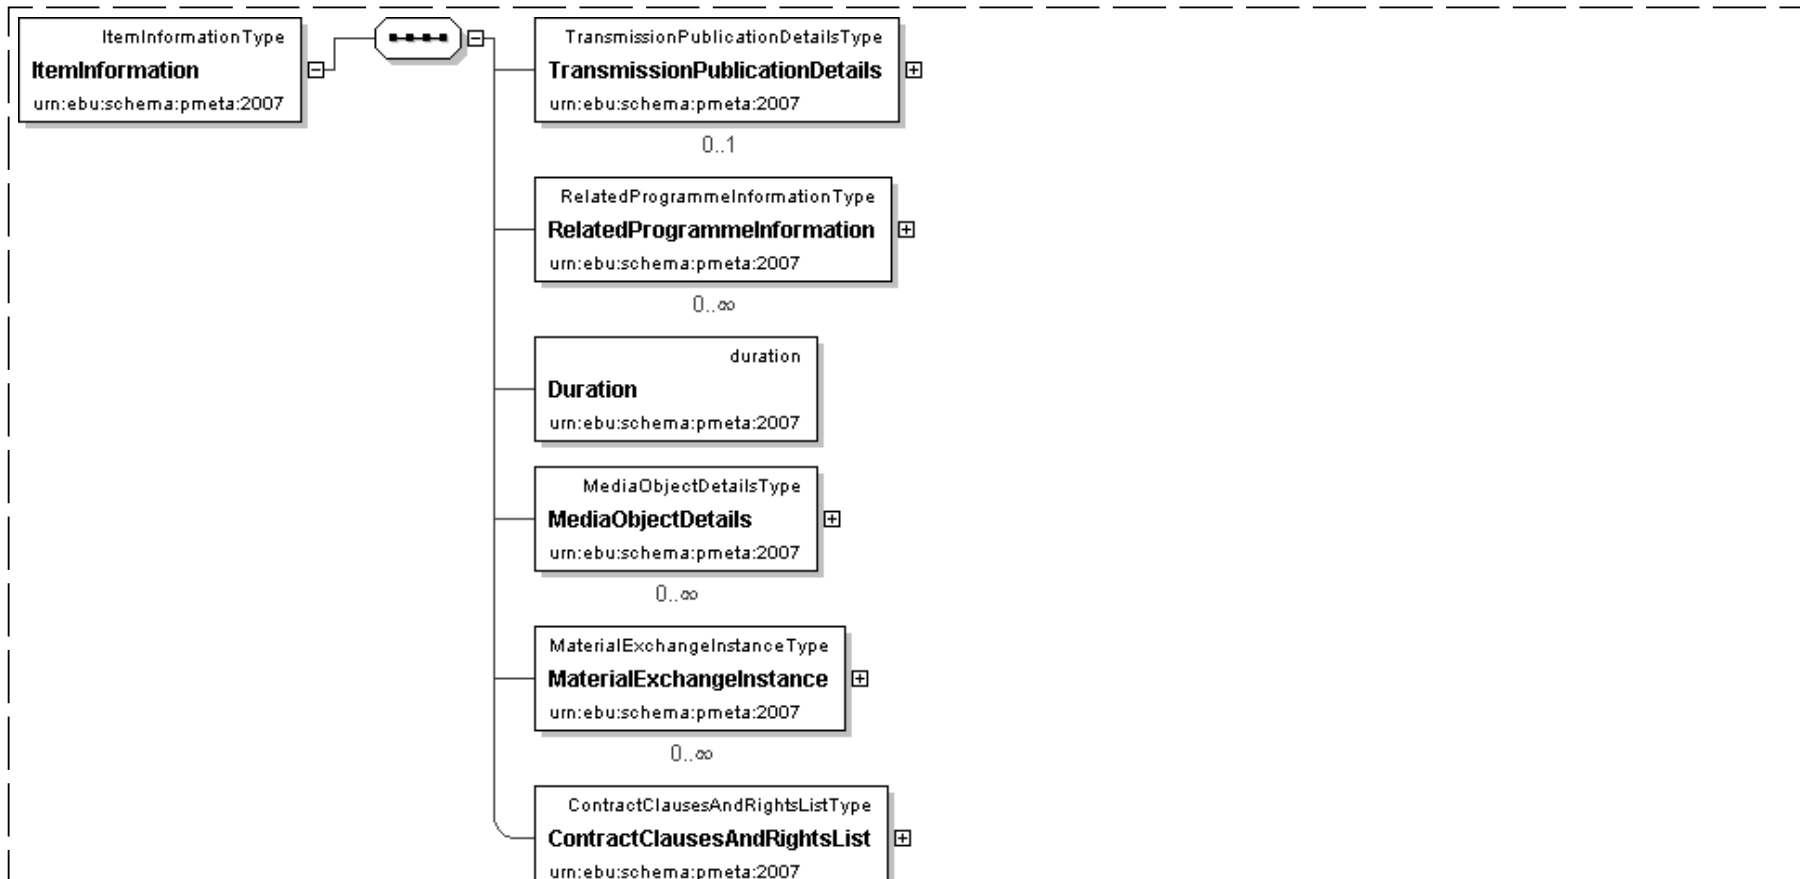 ItemInformationType
ItemInformation
urn:ebu:schema:pmeta:2007
TransmissionPublicationDetailsType
TransmissionPublicationDetails
urn:ebu:schema:pmeta:2007
0..1
RelatedProgrammeInformationType
RelatedProgrammeInformation
urn:ebu:schema:pmeta:2007
0..∞
duration
Duration
urn:ebu:schema:pmeta:2007
MediaObjectDetailsType
MediaObjectDetails
urn:ebu:schema:pmeta:2007
0..∞
MaterialExchangeInstanceType
MaterialExchangeInstance
urn:ebu:schema:pmeta:2007
0..∞
ContractClausesAndRightsListType
ContractClausesAndRightsList
urn:ebu:schema:pmeta:2007